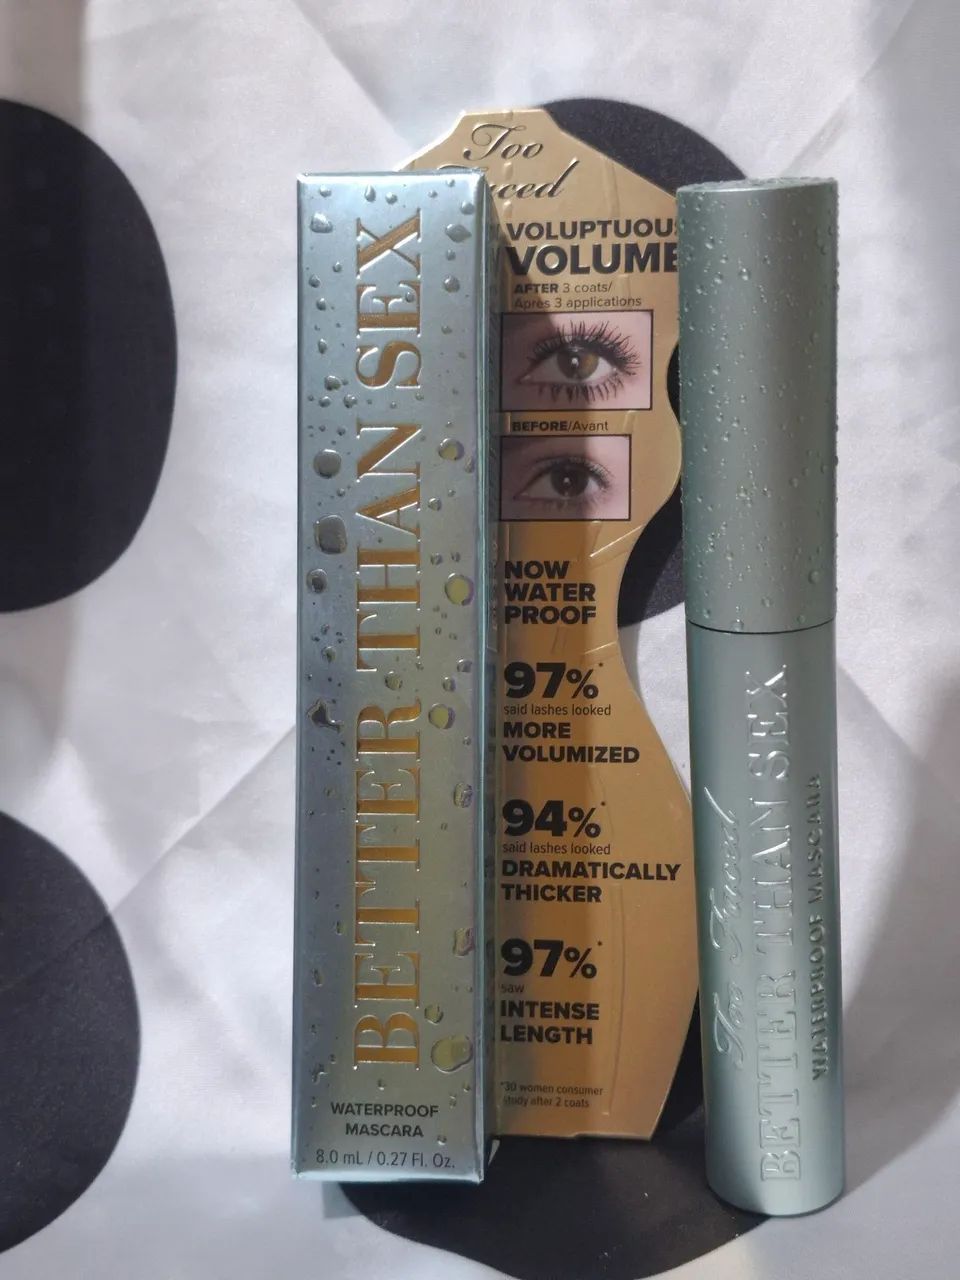 BETTER THAN SEX
WATERPROOF
MASCARA
8.0 mL / 0.27 Fl. Oz.
Too
VOLUPTUOUS
VOLUME
AFTER 3 coats/
Après 3 applications
BEFORE/Avant
NOW
WATER
PROOF
97%*
said lashes looked
MORE
VOLUMIZED
94%*
said lashes looked
DRAMATICALLY
THICKER
97%*
saw
INTENSE
LENGTH
*30 women consumer
study after 2 coats
Too Faced
BETTER THAN SEX
WATERPROOF MASCARA